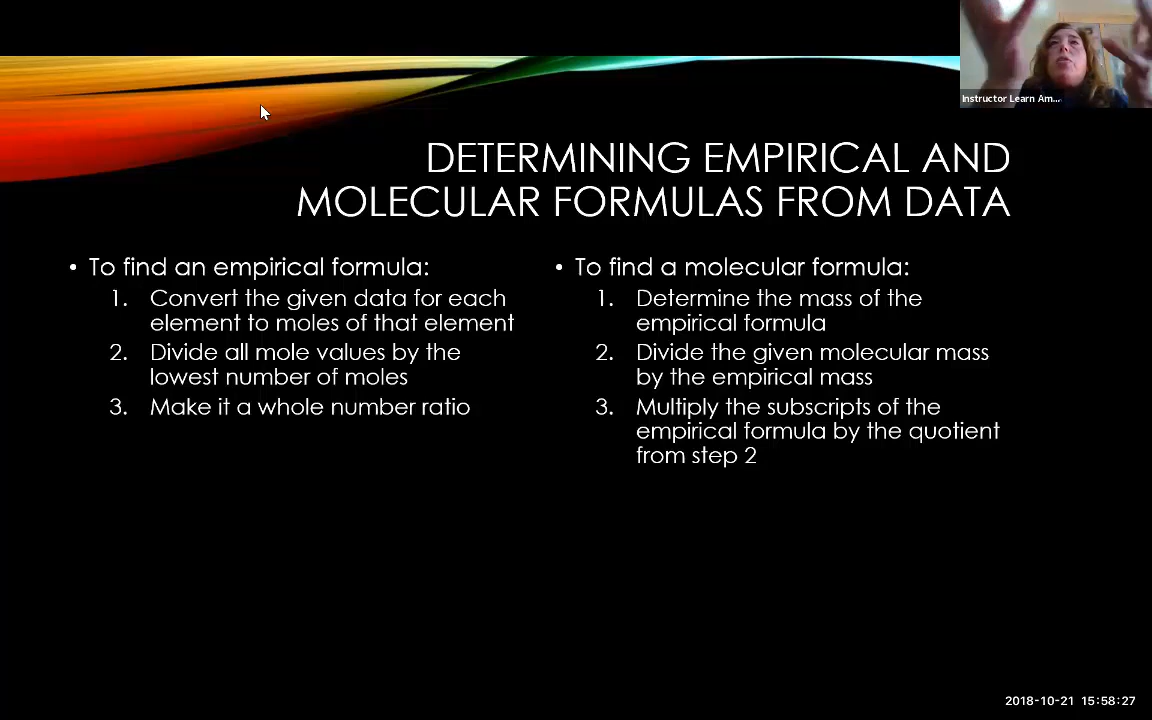 Instructor Learn Am...
DETERMINING EMPIRICAL AND
MOLECULAR FORMULAS FROM DATA
• To find an empirical formula:
1. Convert the given data for each
element to moles of that element
2. Divide all mole values by the
lowest number of moles
3. Make it a whole number ratio
• To find a molecular formula:
1. Determine the mass of the
empirical formula
2. Divide the given molecular mass
by the empirical mass
3. Multiply the subscripts of the
empirical formula by the quotient
from step 2
2018-10-21 15:58:27